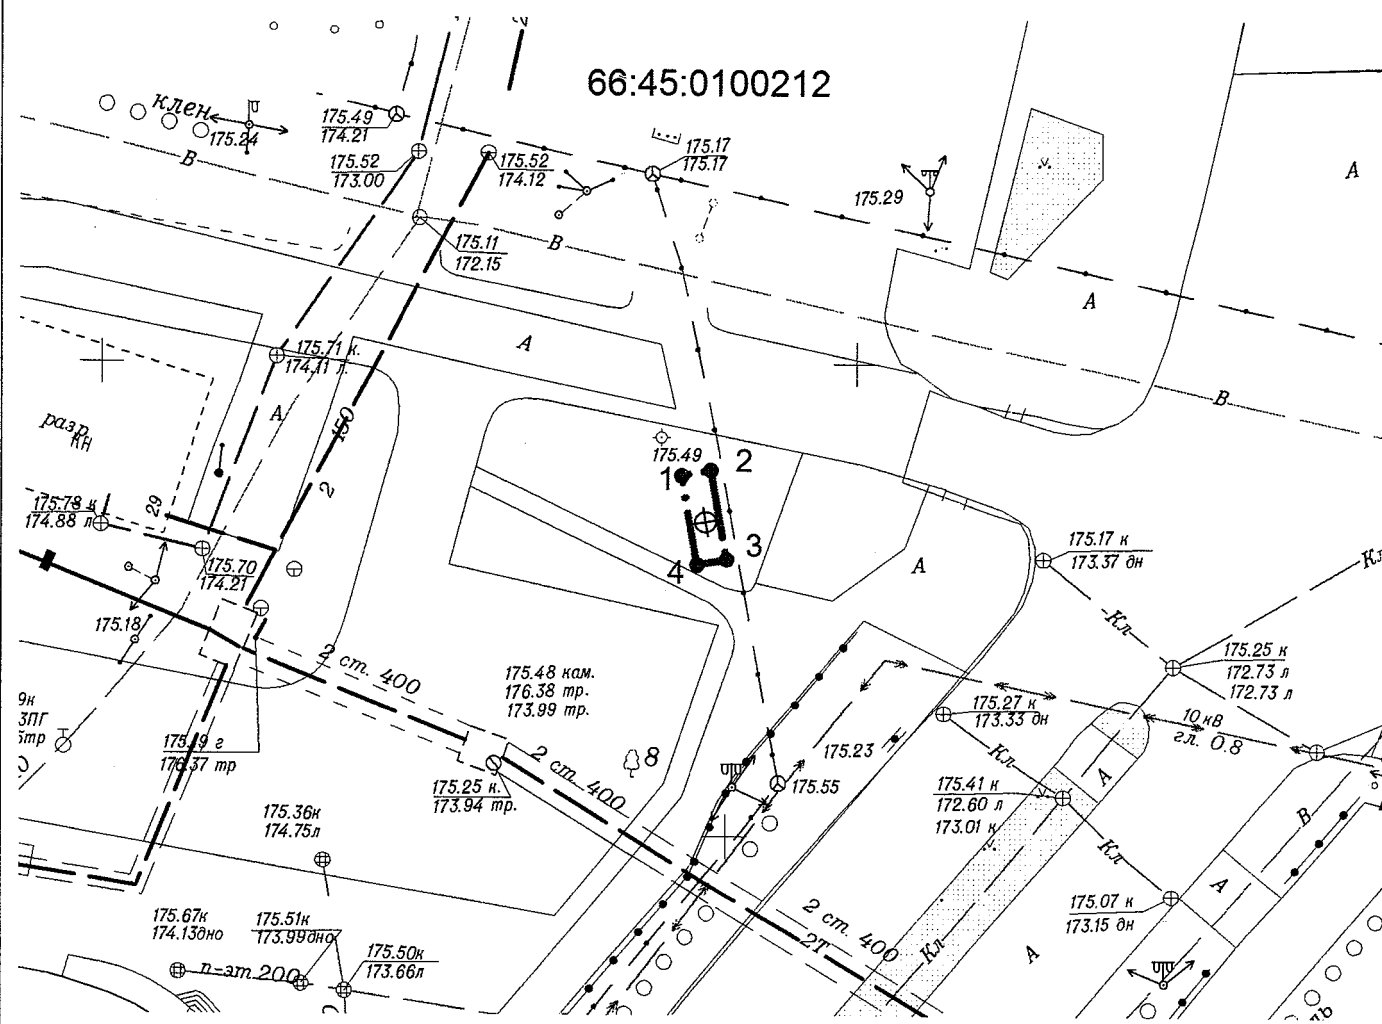 66:45:0100212
клен
175.24
175.49
174.21
175.52
173.00
175.52
174.12
175.17
175.17
175.29
А
В
В
175.11
172.15
А
А
175.71 к.
174.11 л.
А
В
150
разр.
кн
175.49
1
2
3
4
2
29
175.78 к
174.88 л
175.70
174.21
А
175.17 к
173.37 дн
Кл
Кл
175.18
2 ст. 400
175.48 кам.
176.38 тр.
173.99 тр.
175.25 к
172.73 л
172.73 л
9к
3ПГ
5тр
175.19 г
176.37 тр
175.27 к
173.33 дн
10 кВ
гл. 0.8
175.23
8
2 ст. 400
175.25 к.
173.94 тр.
175.55
175.41 к
172.60 л
173.01 к
А
175.36к
174.75л
Кл
В
А
175.67к
174.13дно
175.51к
173.99дно
175.50к
173.66л
п-эт.200
2 ст. 400
2Т
Кл
А
175.07 к
173.15 дн